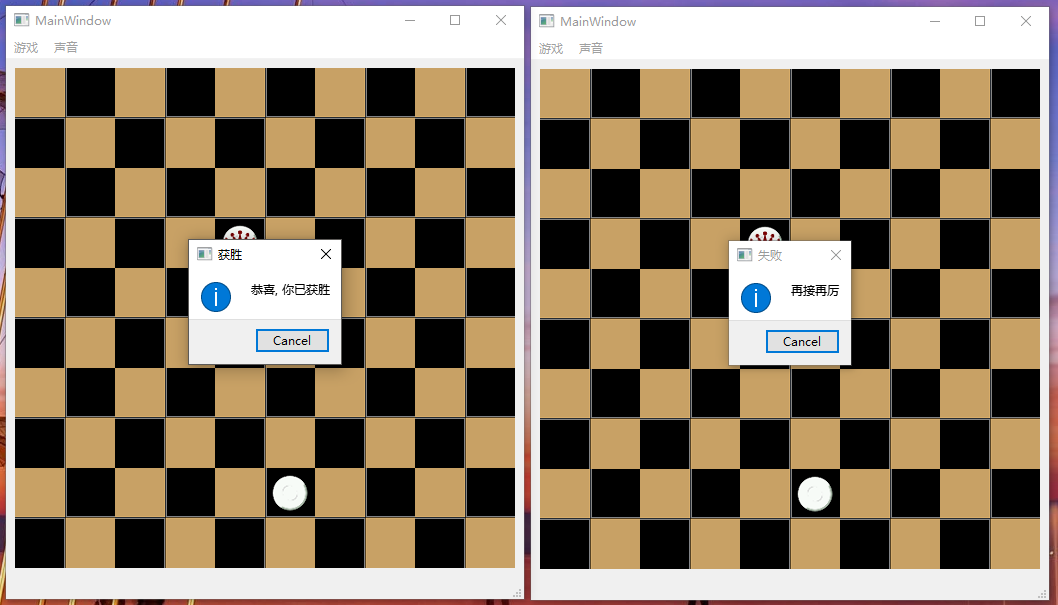 MainWindow
游戏 声音
获胜
恭喜, 你已获胜
Cancel
MainWindow
游戏 声音
失败
再接再厉
Cancel